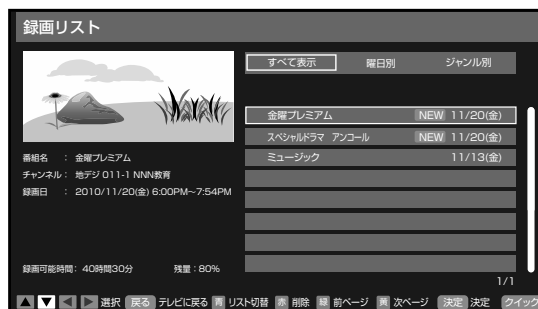 録画リスト
すべて表示 曜日別 ジャンル別
金曜プレミアム NEW 11/20(金)
スペシャルドラマ アンコール NEW 11/20(金)
ミュージック 11/13(金)
番組名 : 金曜プレミアム
チャンネル : 地デジ 011-1 NNN教育
録画日 : 2010/11/20(金) 6:00PM~7:54PM
録画可能時間: 40時間30分 残量:80%
1/1
▲ ▼ ◀ ▶ 選択 戻る テレビに戻る 青 リスト切替 赤 削除 緑 前ページ 黄 次ページ 決定 決定 クイック